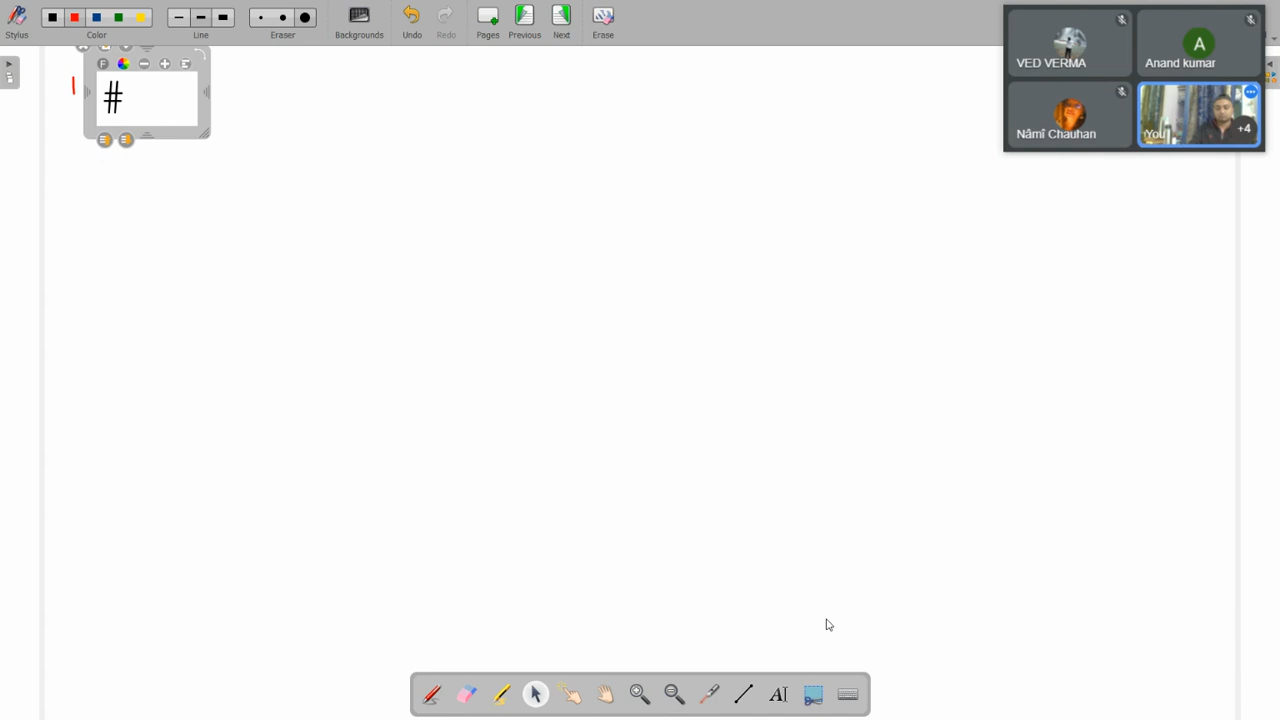 Stylus
Color
Line
Eraser
Backgrounds
Undo
Redo
Pages
Previous
Next
Erase
VED VERMA
A
Anand kumar
Nâmî Chauhan
You
+4
F
#
AI